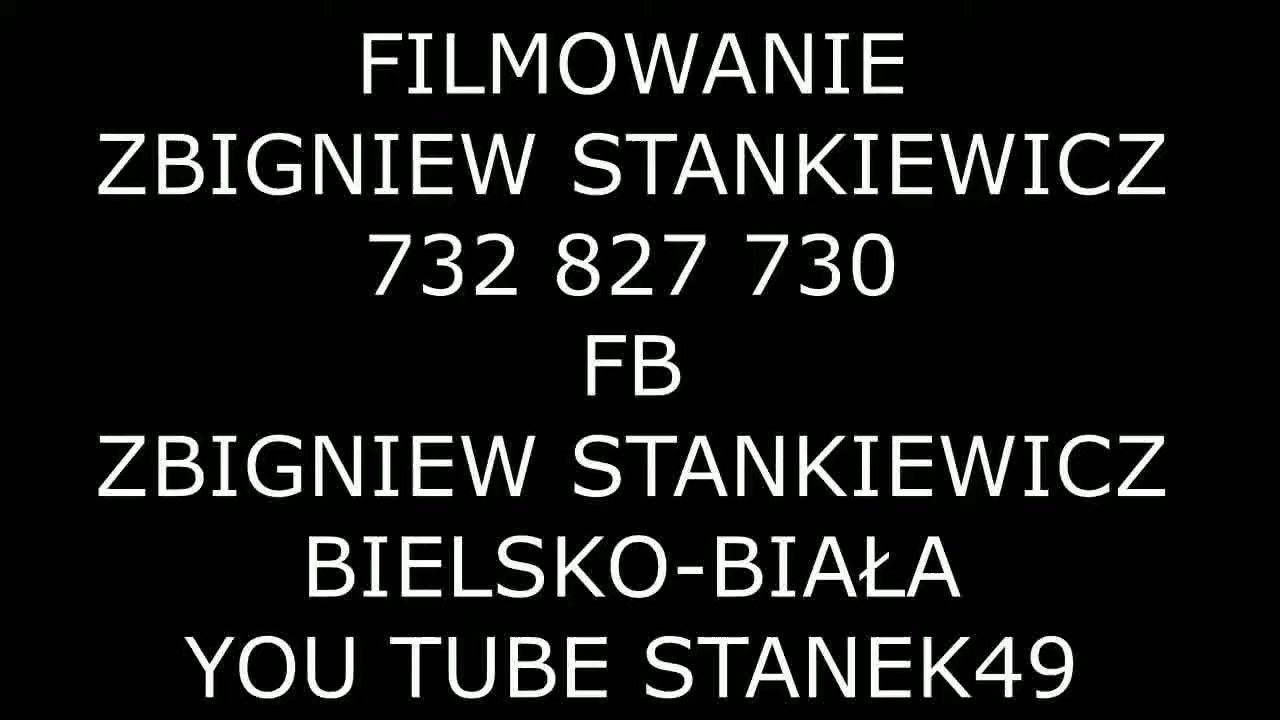 FILMOWANIE
ZBIGNIEW STANKIEWICZ
732 827 730
FB
ZBIGNIEW STANKIEWICZ
BIELSKO-BIAŁA
YOU TUBE STANEK49